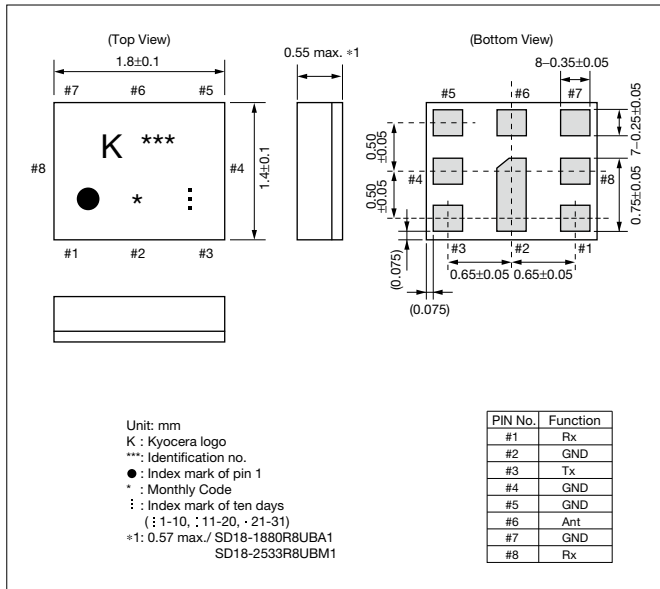 (Top View)
1.8±0.1
#7 #6 #5
K ***
#8
#4
1.4±0.1
*
#1 #2 #3
0.55 max. *1
(Bottom View)
8–0.35±0.05
#5 #6 #7
7–0.25±0.05
0.50
±0.05
#4
#8
0.50
±0.05
0.75±0.05
#3 #2 #1
(0.075)
0.65±0.05 0.65±0.05
(0.075)
Unit: mm
K : Kyocera logo
***: Identification no.
● : Index mark of pin 1
* : Monthly Code
⋮ : Index mark of ten days
(⋮ 1-10, : 11-20, · 21-31)
*1: 0.57 max./ SD18-1880R8UBA1
SD18-2533R8UBM1
PIN No. Function
#1 Rx
#2 GND
#3 Tx
#4 GND
#5 GND
#6 Ant
#7 GND
#8 Rx